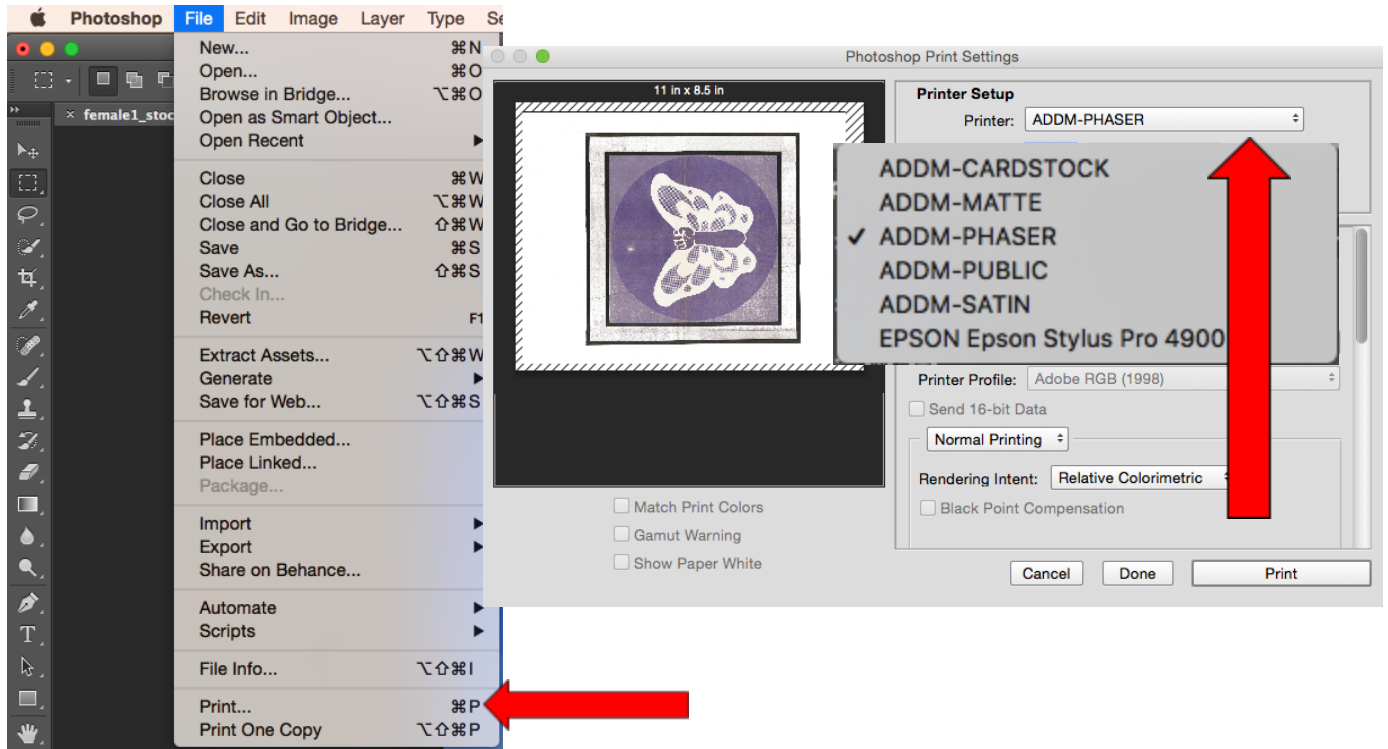 Photoshop File Edit Image Layer Type Se
× female1_stoc
New... ⌘N
Open... ⌘O
Browse in Bridge... ⌥⌘O
Open as Smart Object...
Open Recent
Close ⌘W
Close All ⌥⌘W
Close and Go to Bridge... ⇧⌘W
Save ⌘S
Save As... ⇧⌘S
Check In...
Revert F1
Extract Assets... ⌥⇧⌘W
Generate
Save for Web... ⌥⇧⌘S
Place Embedded...
Place Linked...
Package...
Import
Export
Share on Behance...
Automate
Scripts
File Info... ⌥⇧⌘I
Print... ⌘P
Print One Copy ⌥⇧⌘P
Photoshop Print Settings
11 in x 8.5 in
Match Print Colors
Gamut Warning
Show Paper White
Printer Setup
Printer: ADDM-PHASER
ADDM-CARDSTOCK
ADDM-MATTE
✓ ADDM-PHASER
ADDM-PUBLIC
ADDM-SATIN
EPSON Epson Stylus Pro 4900
Printer Profile: Adobe RGB (1998)
Send 16-bit Data
Normal Printing
Rendering Intent: Relative Colorimetric
Black Point Compensation
Cancel Done Print